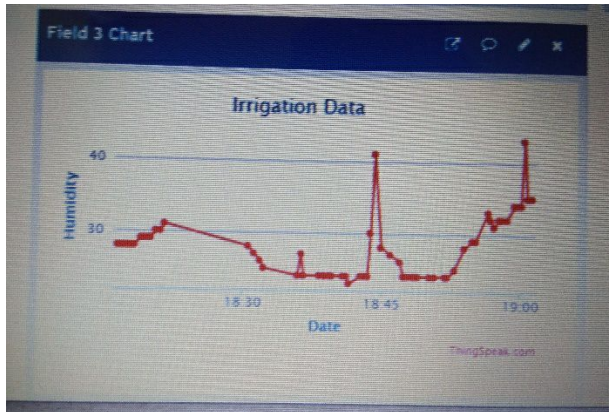 Field 3 Chart
Irrigation Data
Humidity
40
30
18:30
18:45
19:00
Date
ThingSpeak.com